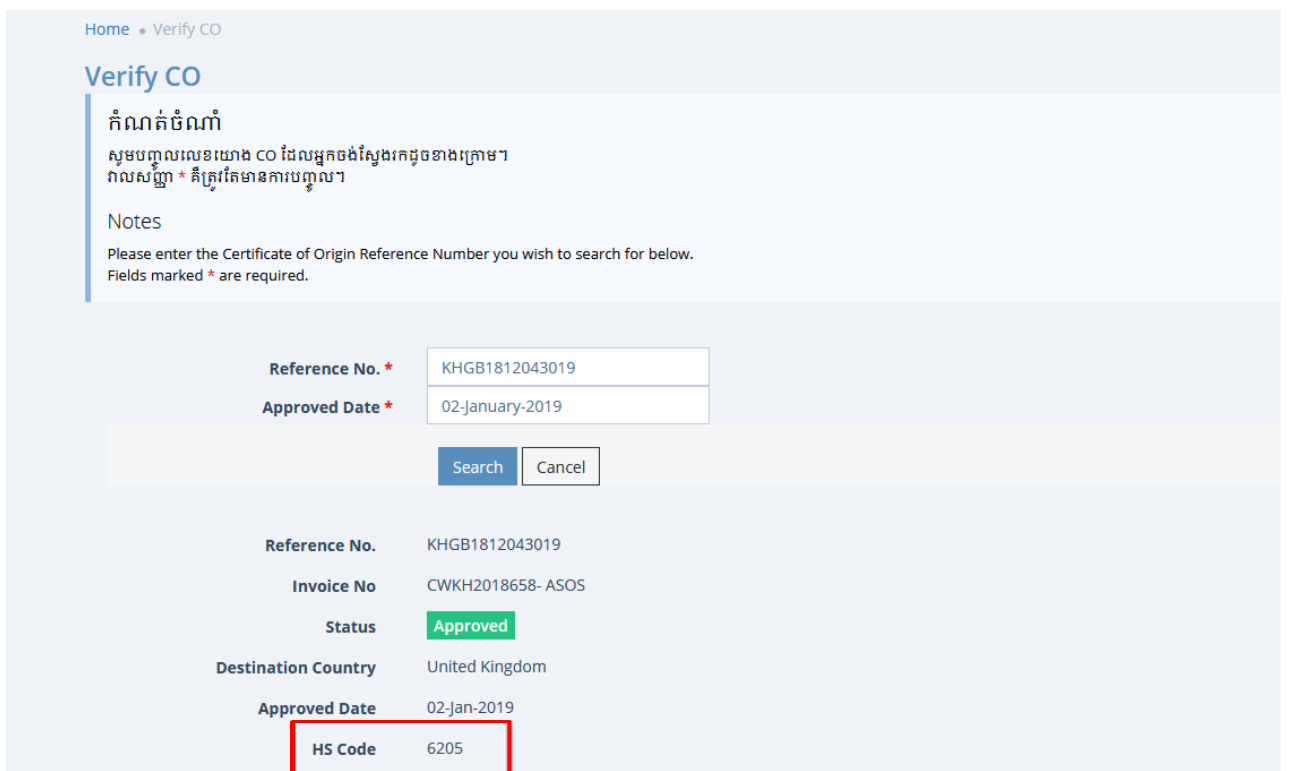 Home • Verify CO
Verify CO
កំណត់ចំណាំ
សូមបញ្ចូលលេខយោង CO ដែលអ្នកចង់ស្វែងរកដូចខាងក្រោម។
វាលសញ្ញា * គឺត្រូវតែមានការបញ្ចូល។
Notes
Please enter the Certificate of Origin Reference Number you wish to search for below.
Fields marked * are required.
Reference No. * KHGB1812043019
Approved Date * 02-January-2019
Search Cancel
Reference No. KHGB1812043019
Invoice No CWKH2018658- ASOS
Status Approved
Destination Country United Kingdom
Approved Date 02-Jan-2019
HS Code 6205